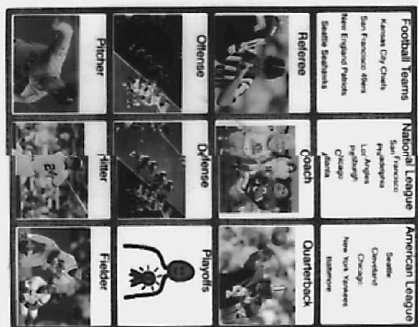 Football Teams
Kansas City Chiefs
San Francisco 49ers
New England Patriots
Seattle Seahawks
National League
San Francisco
Philadelphia
Los Angles
Pittsburgh
Chicago
Atlanta
American League
Seattle
Cleveland
Chicago
New York Yankees
Baltimore
Referee
Coach
Quarterback
Offense
Defense
Playoffs
Pitcher
Hitter
Fielder